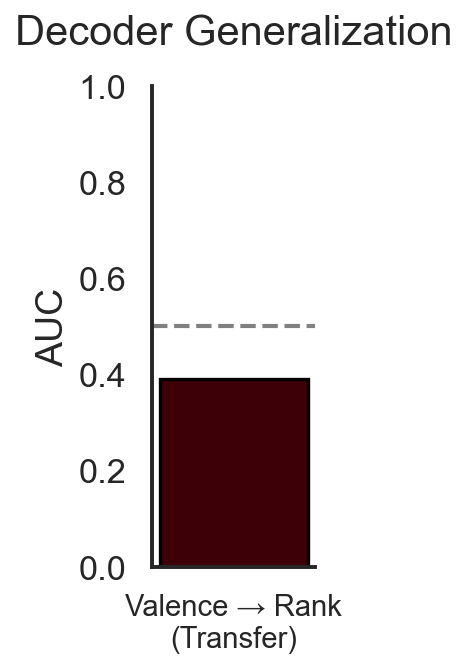 Decoder Generalization
1.0
0.8
0.6
0.4
0.2
0.0
AUC
Valence → Rank
(Transfer)